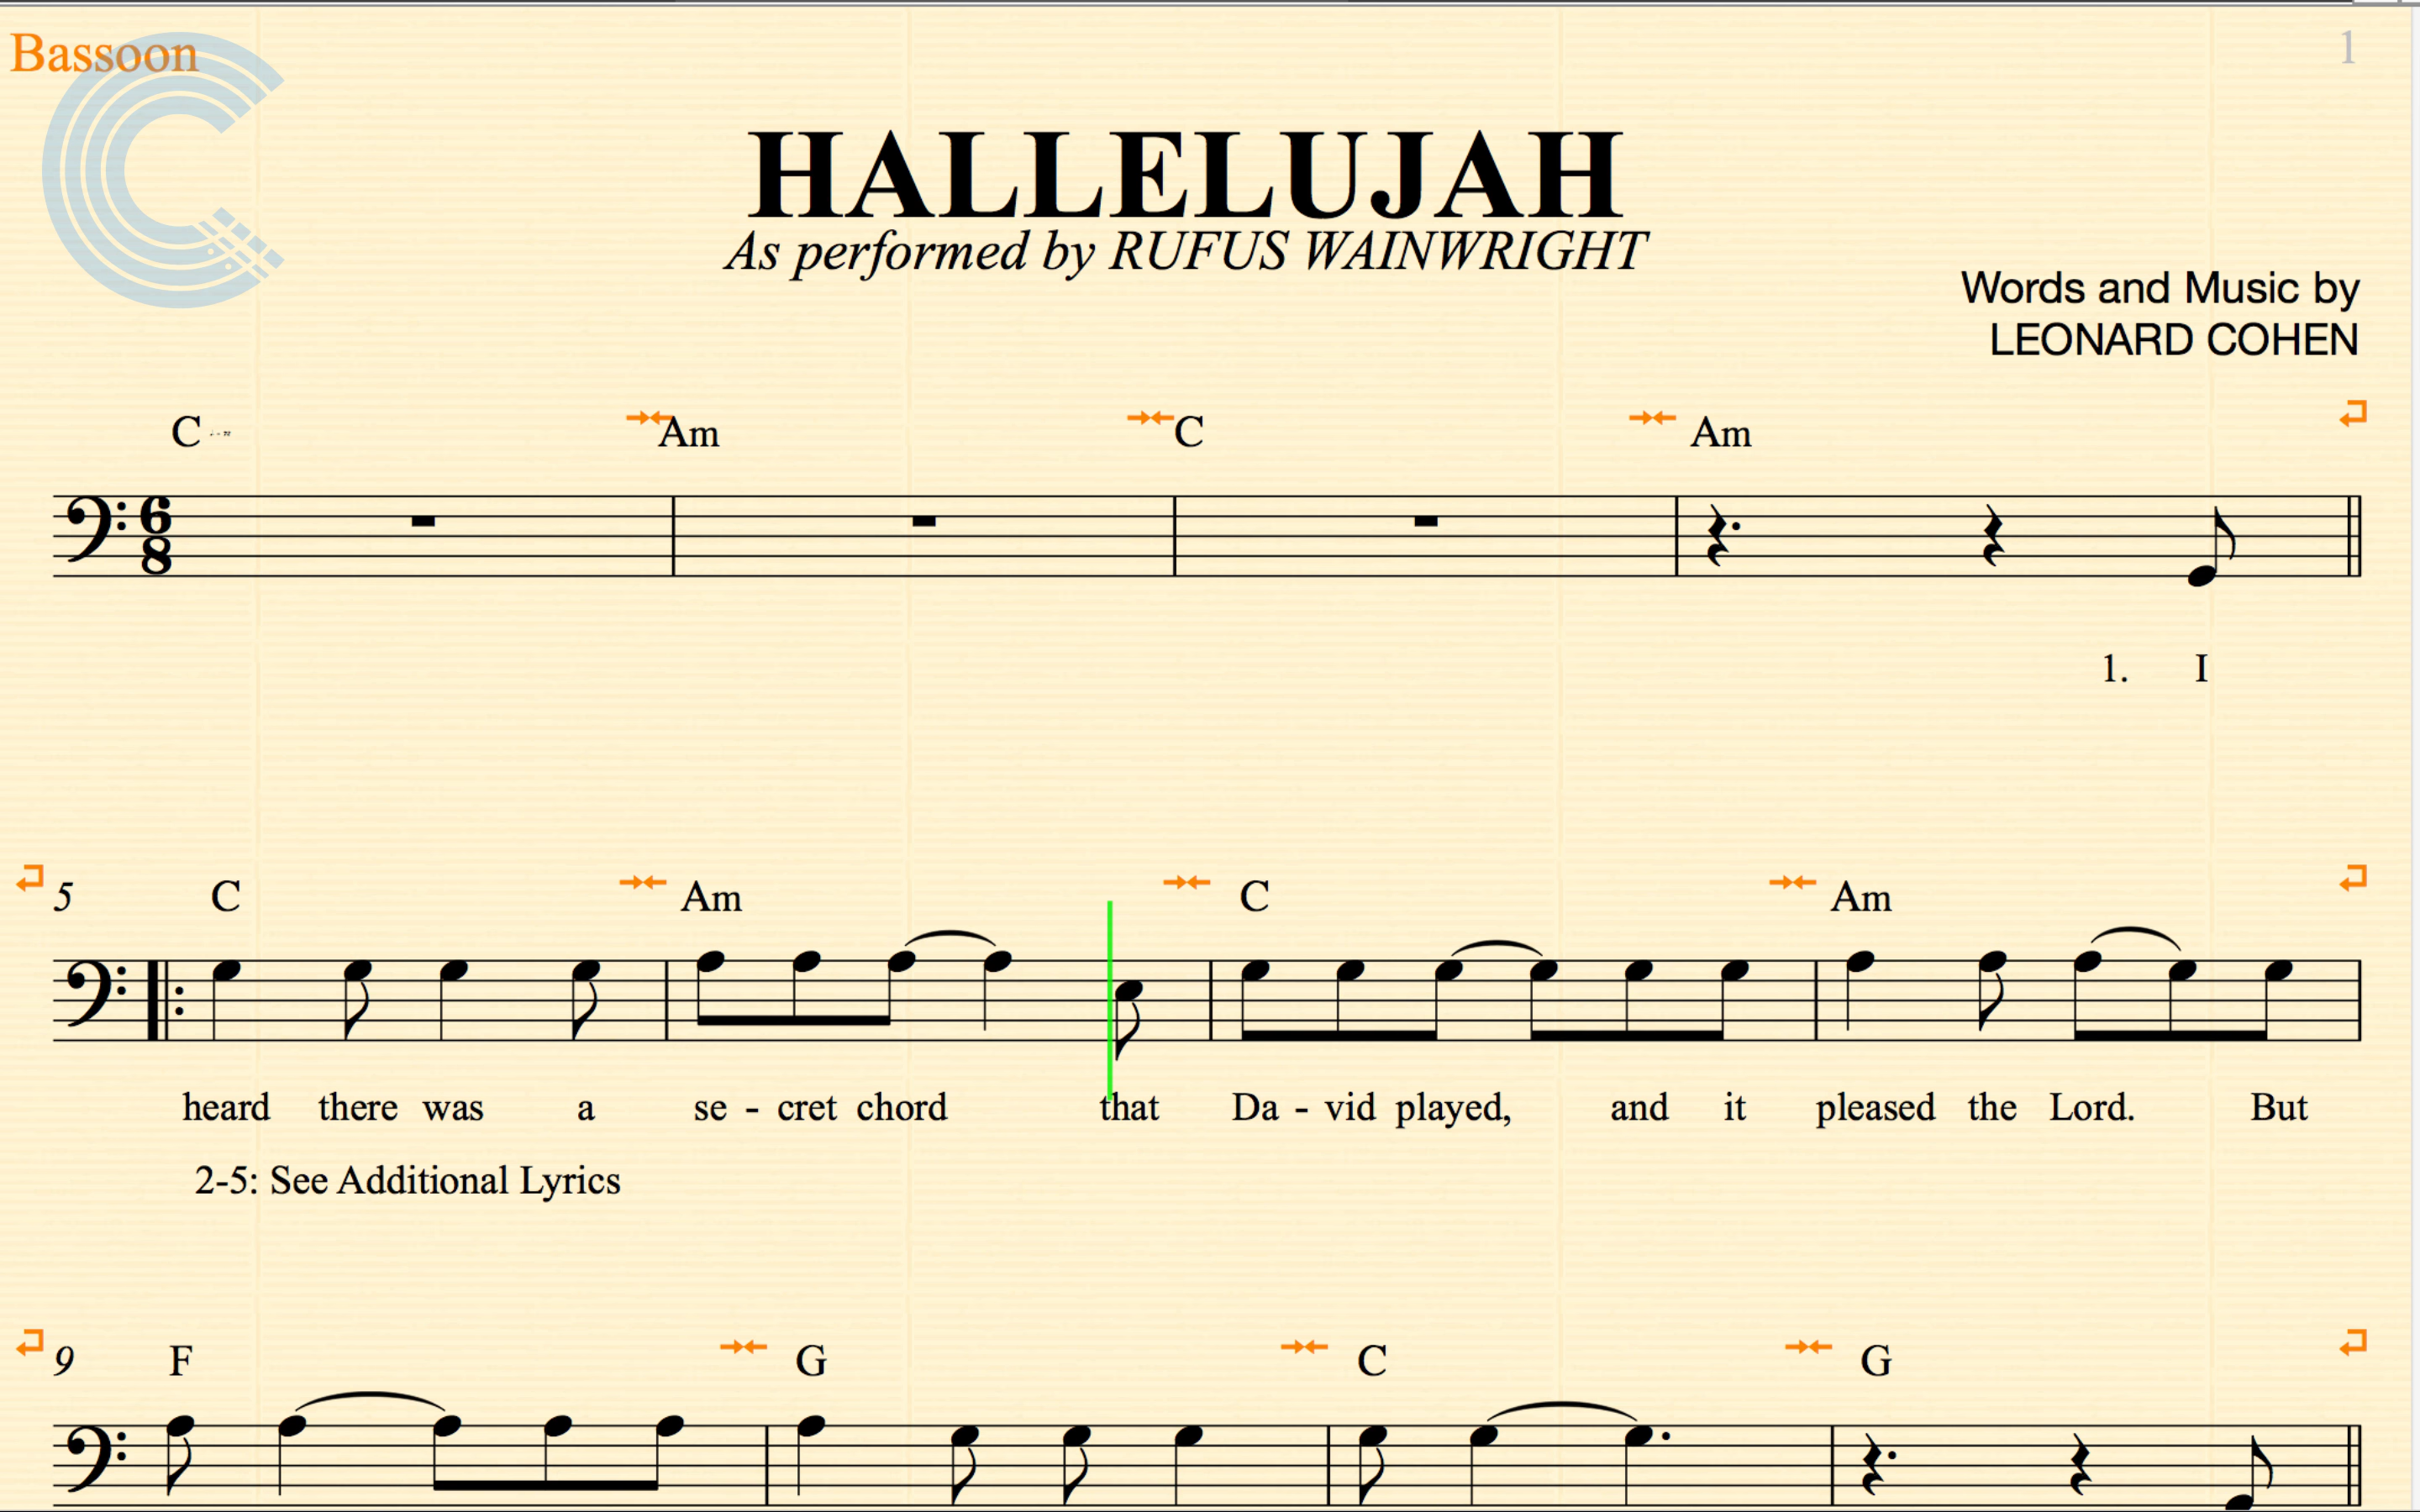 Bassoon
1
HALLELUJAH
As performed by RUFUS WAINWRIGHT
Words and Music by
LEONARD COHEN
C Am C Am
6
8
1. I
5 C Am C Am
heard there was a se - cret chord that Da - vid played, and it pleased the Lord. But
2-5: See Additional Lyrics
9 F G C G